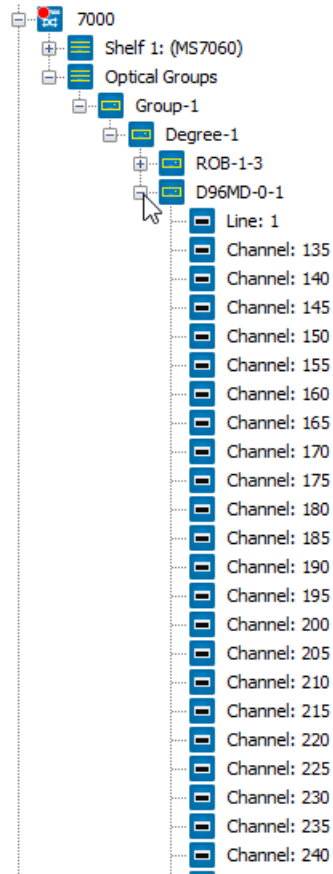 7000
Shelf 1: (MS7060)
Optical Groups
Group-1
Degree-1
ROB-1-3
D96MD-0-1
Line: 1
Channel: 135
Channel: 140
Channel: 145
Channel: 150
Channel: 155
Channel: 160
Channel: 165
Channel: 170
Channel: 175
Channel: 180
Channel: 185
Channel: 190
Channel: 195
Channel: 200
Channel: 205
Channel: 210
Channel: 215
Channel: 220
Channel: 225
Channel: 230
Channel: 235
Channel: 240